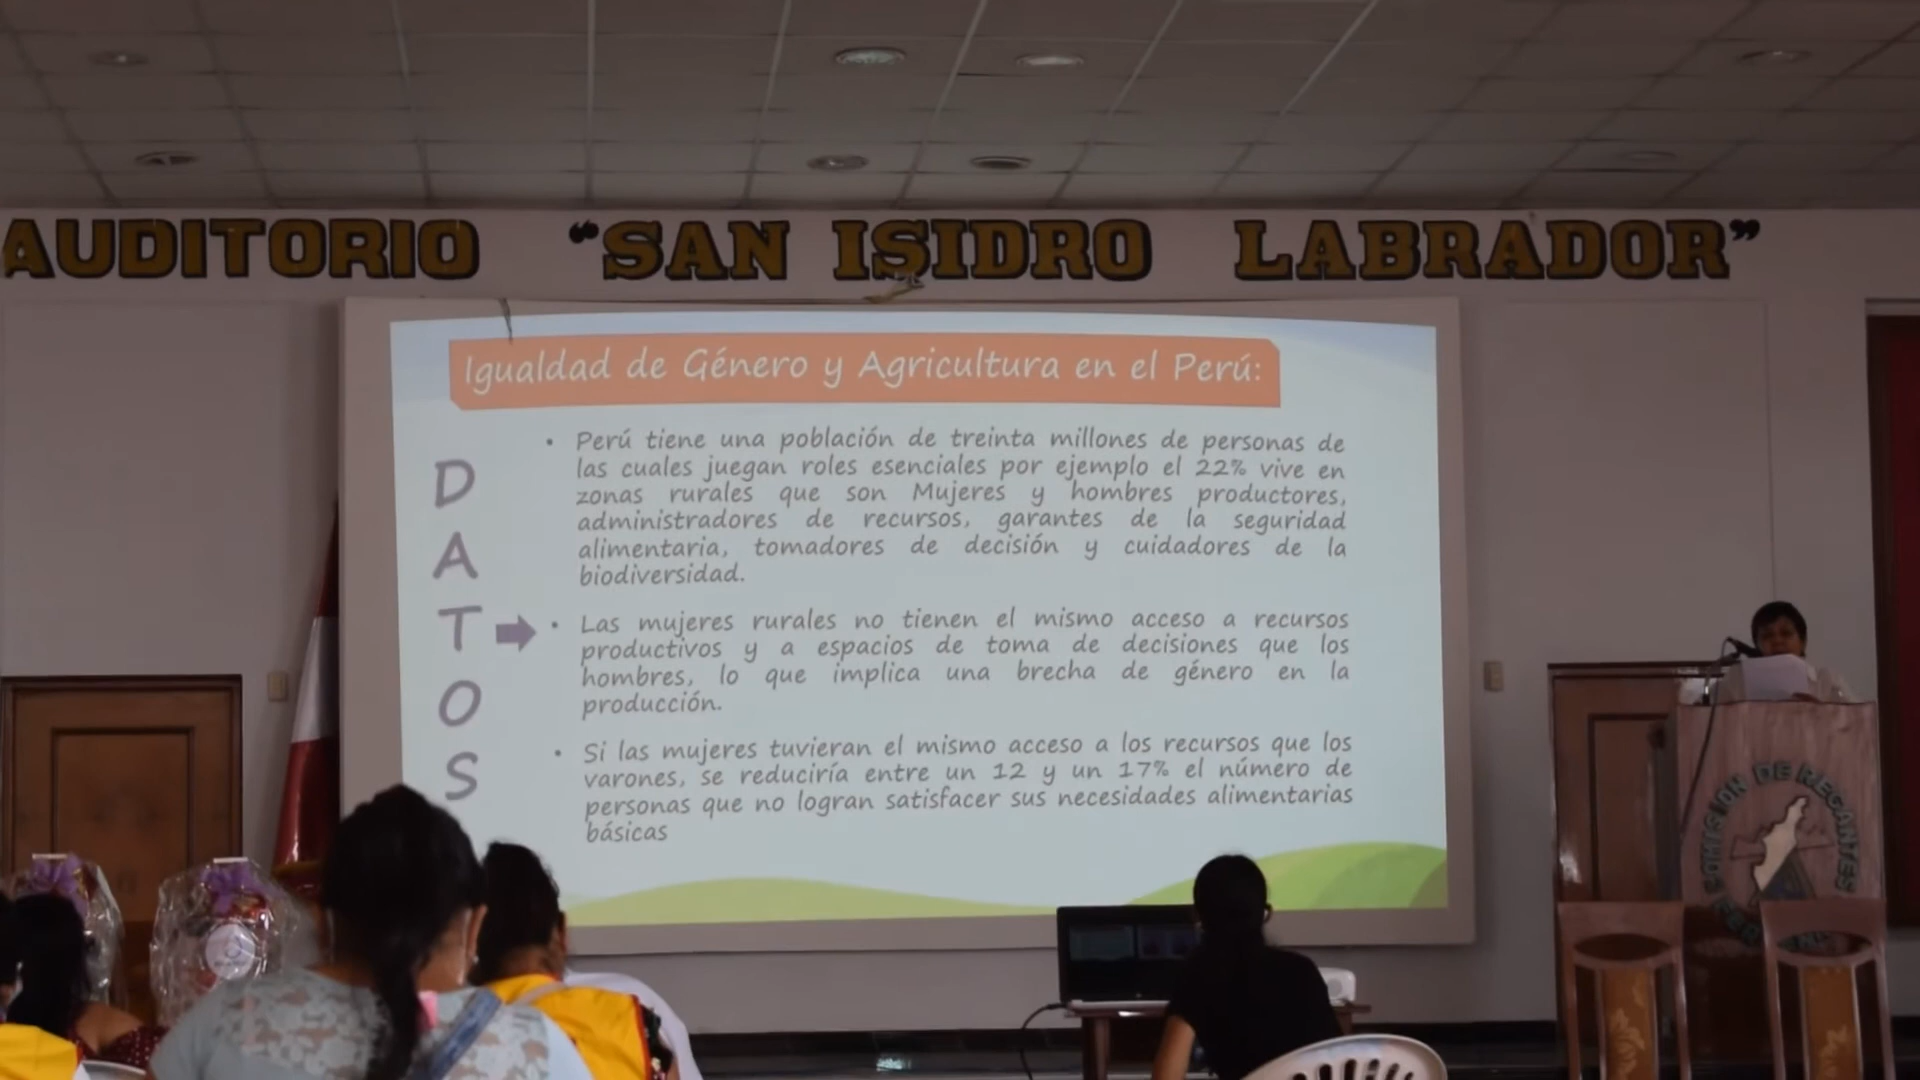 AUDITORIO "SAN ISIDRO LABRADOR"
Igualdad de Género y Agricultura en el Perú:
DATOS
• Perú tiene una población de treinta millones de personas de
las cuales juegan roles esenciales por ejemplo el 22% vive en
zonas rurales que son Mujeres y hombres productores,
administradores de recursos, garantes de la seguridad
alimentaria, tomadores de decisión y cuidadores de la
biodiversidad.
• Las mujeres rurales no tienen el mismo acceso a recursos
productivos y a espacios de toma de decisiones que los
hombres, lo que implica una brecha de género en la
producción.
• Si las mujeres tuvieran el mismo acceso a los recursos que los
varones, se reduciría entre un 12 y un 17% el número de
personas que no logran satisfacer sus necesidades alimentarias
básicas
COMISIÓN DE REGANTES